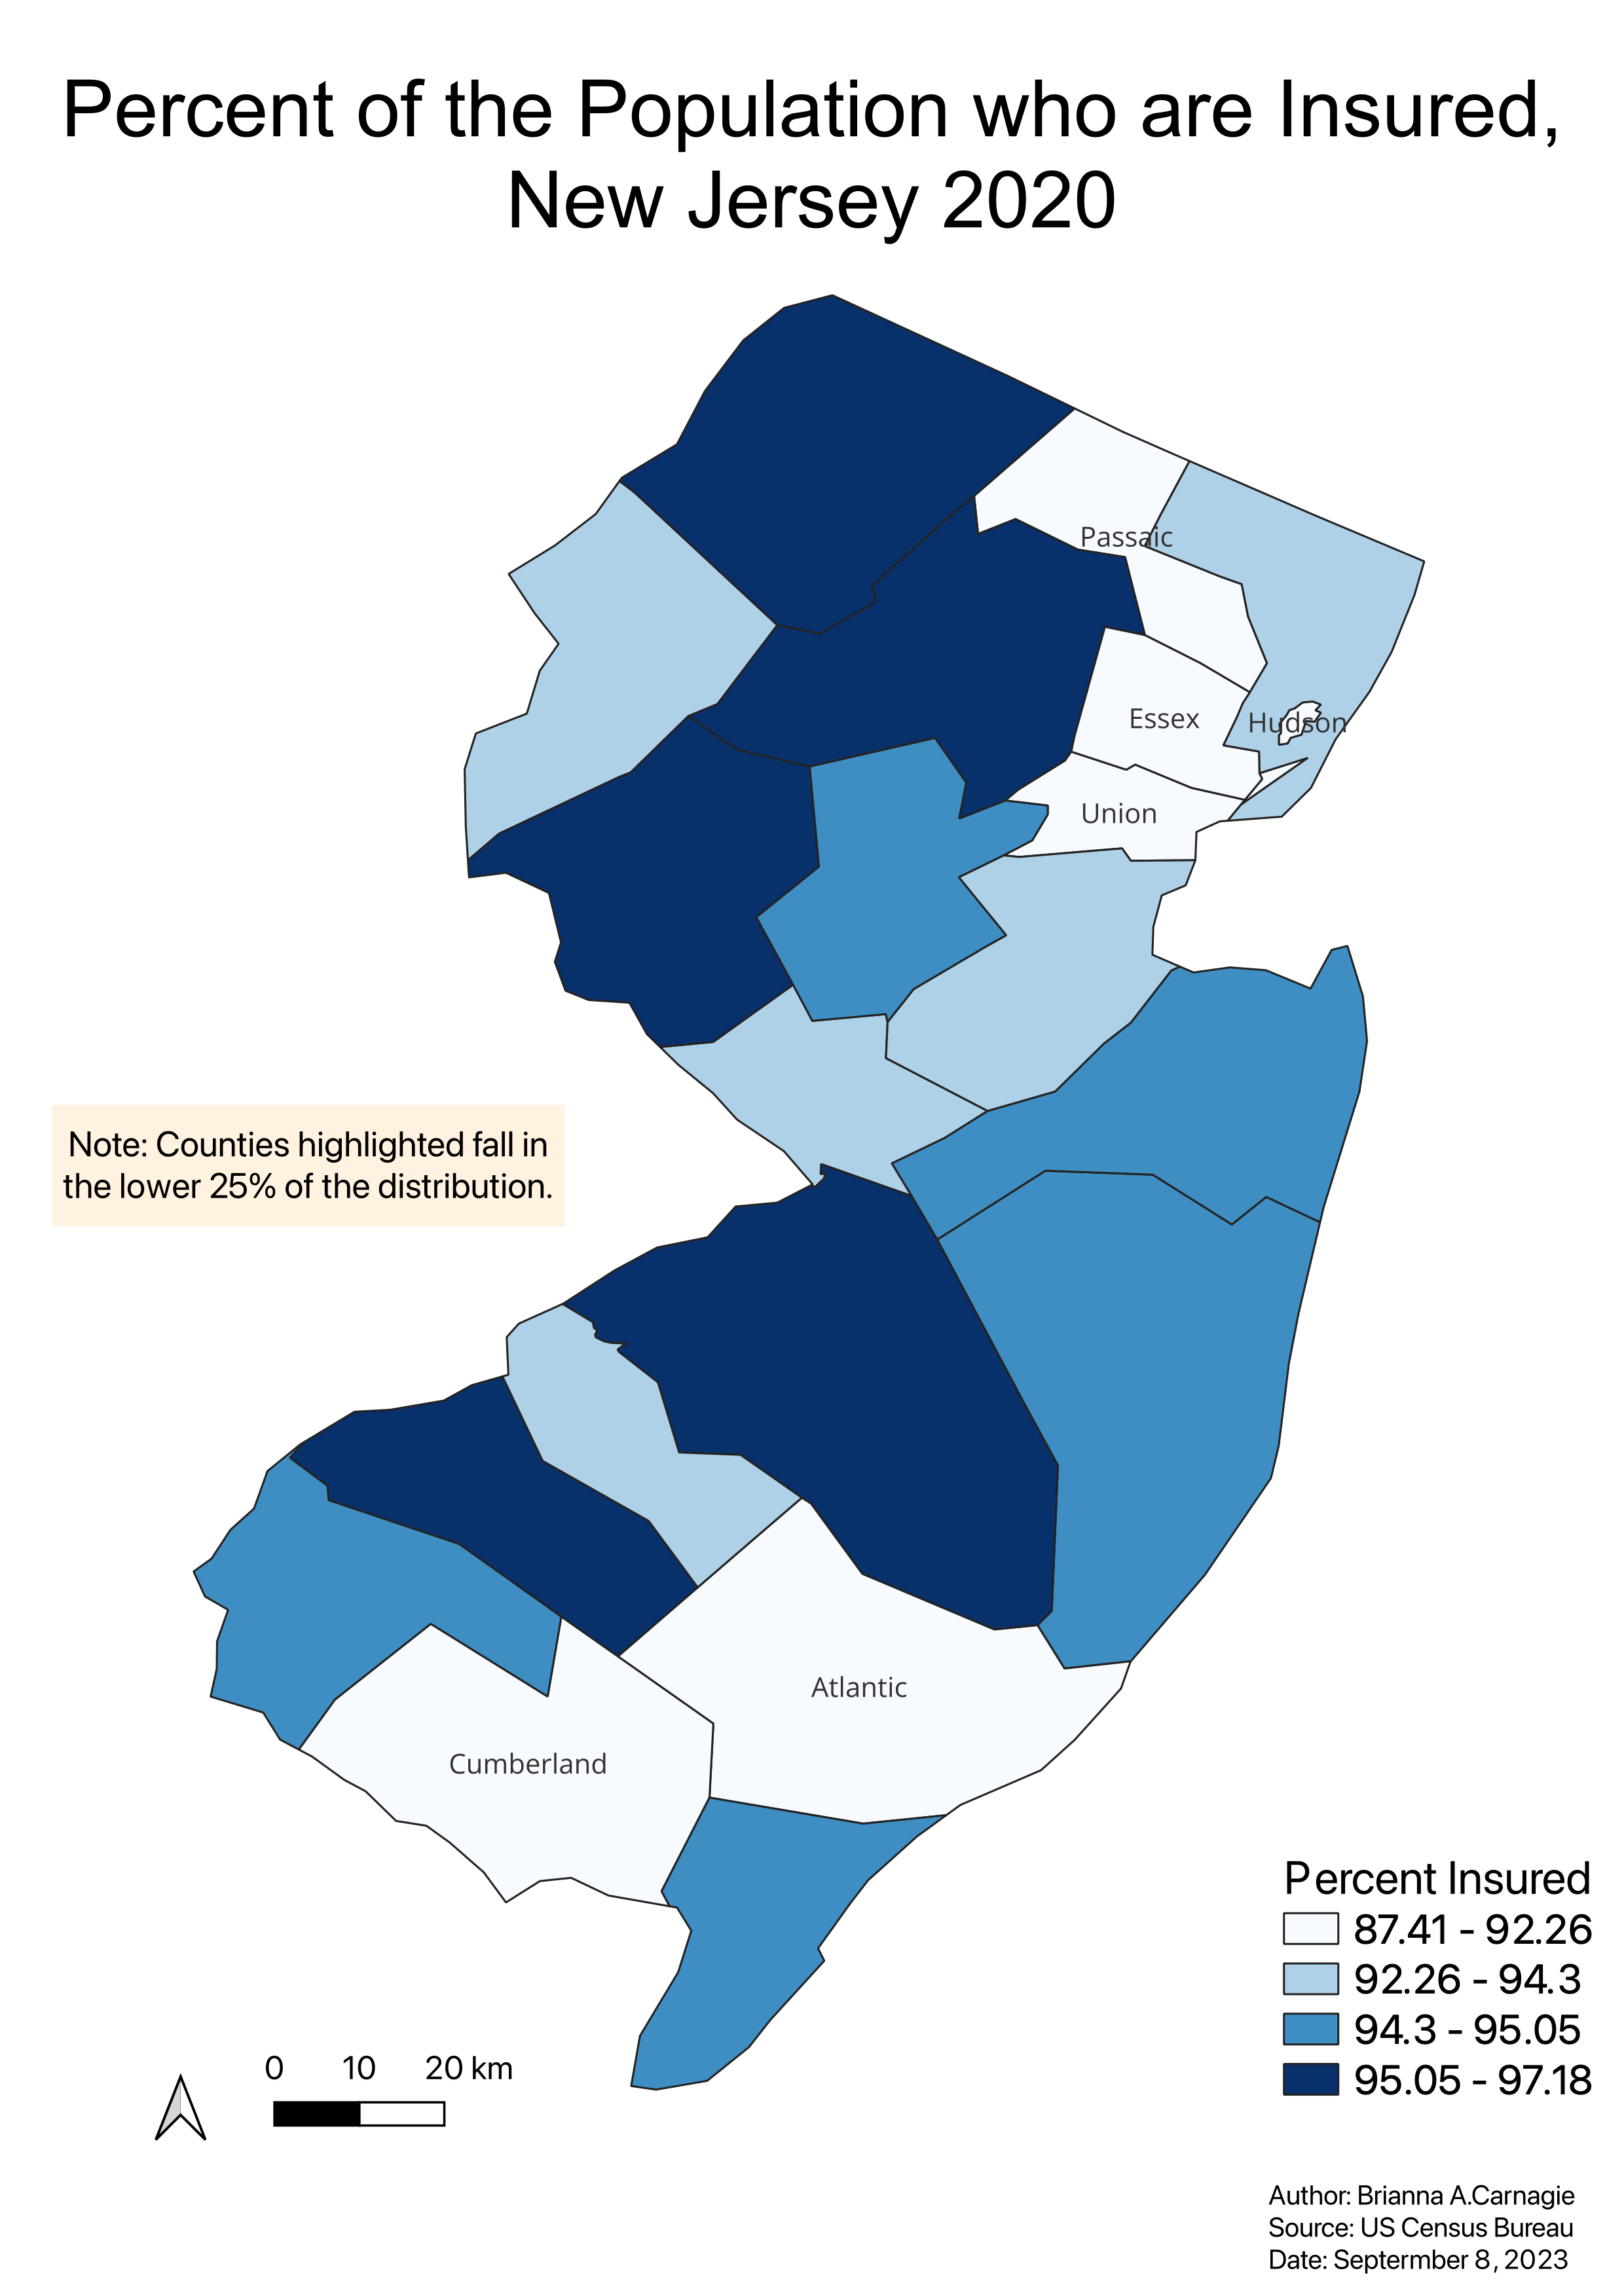 Percent of the Population who are Insured,
New Jersey 2020
Passaic
Essex
Hudson
Union
Note: Counties highlighted fall in
the lower 25% of the distribution.
Atlantic
Cumberland
Percent Insured
87.41 - 92.26
92.26 - 94.3
94.3 - 95.05
95.05 - 97.18
0 10 20 km
Author: Brianna A.Carnagie
Source: US Census Bureau
Date: Septermber 8, 2023